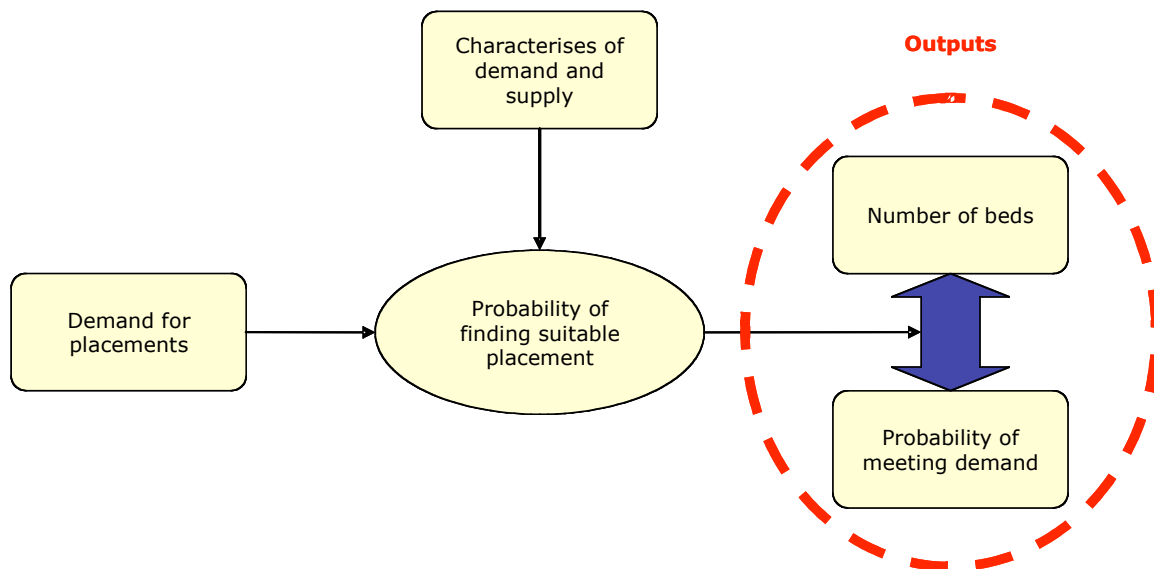 Characterises of
demand and
supply
Outputs
Number of beds
Demand for
placements
Probability of
finding suitable
placement
Probability of
meeting demand